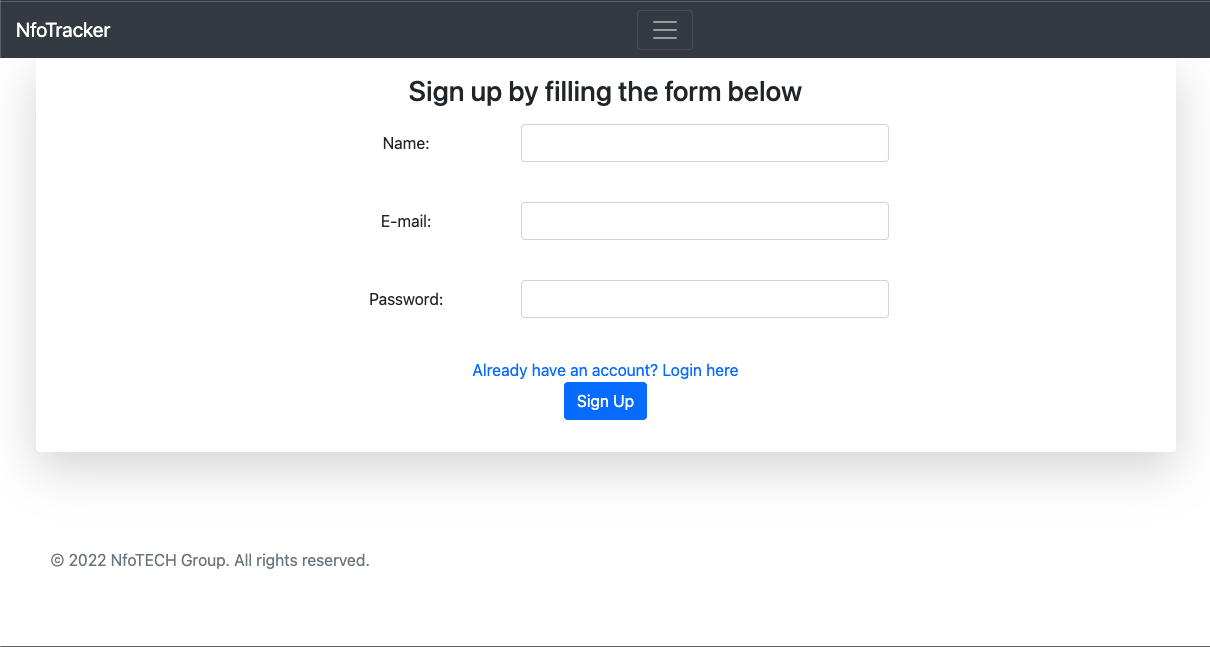 NfoTracker
Sign up by filling the form below
Name:
E-mail:
Password:
Already have an account? Login here
Sign Up
© 2022 NfoTECH Group. All rights reserved.